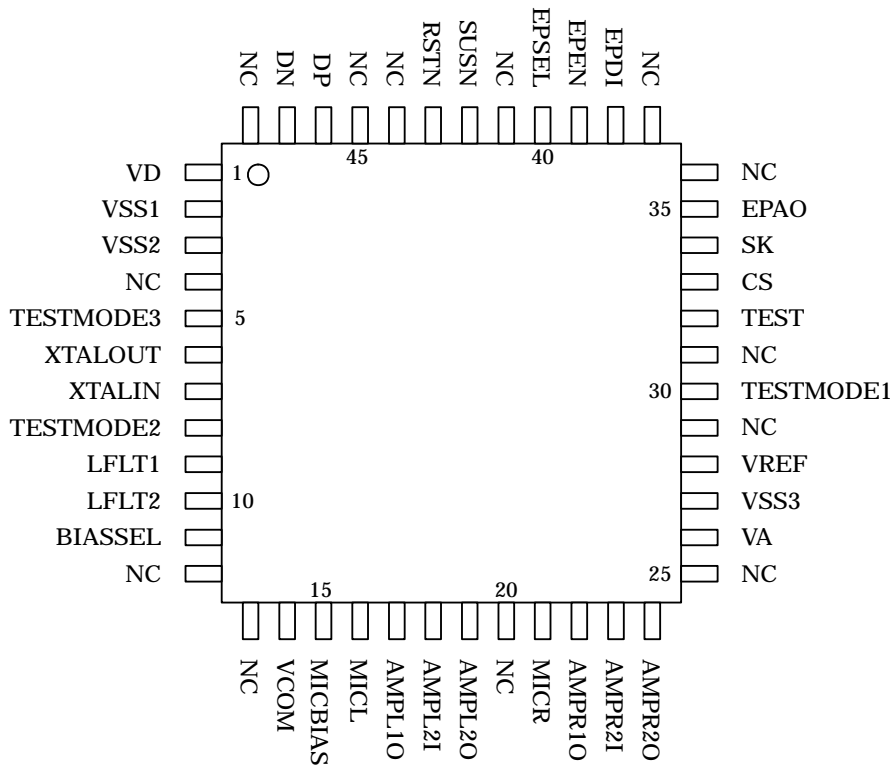 NC
DN
DP
NC
NC
RSTN
SUSN
NC
EPSEL
EPEN
EPDI
NC
45
40
VD
1
NC
VSS1
35
EPAO
VSS2
SK
NC
CS
TESTMODE3
5
TEST
XTALOUT
NC
XTALIN
30
TESTMODE1
TESTMODE2
NC
LFLT1
VREF
LFLT2
10
VSS3
BIASSEL
VA
NC
25
NC
15
20
NC
VCOM
MICBIAS
MICL
AMPL1O
AMPL2I
AMPL2O
NC
MICR
AMPR1O
AMPR2I
AMPR2O